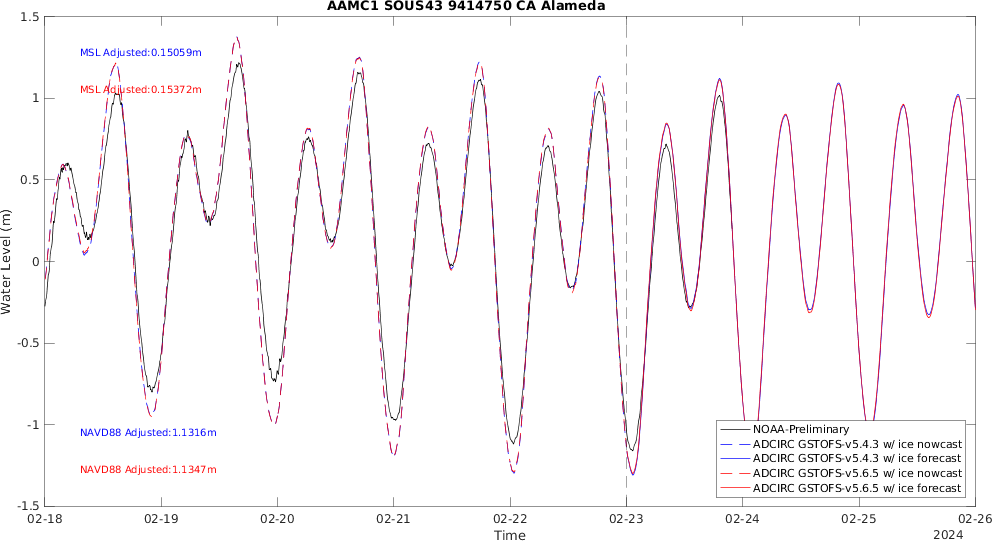 AAMC1 SOUS43 9414750 CA Alameda
1.5
MSL Adjusted:0.15059m
MSL Adjusted:0.15372m
1
0.5
0
-0.5
-1
-1.5
Water Level (m)
NAVD88 Adjusted:1.1316m
NAVD88 Adjusted:1.1347m
NOAA-Preliminary
ADCIRC GSTOFS-v5.4.3 w/ ice nowcast
ADCIRC GSTOFS-v5.4.3 w/ ice forecast
ADCIRC GSTOFS-v5.6.5 w/ ice nowcast
ADCIRC GSTOFS-v5.6.5 w/ ice forecast
02-18 02-19 02-20 02-21 02-22 02-23 02-24 02-25 02-26
Time
2024